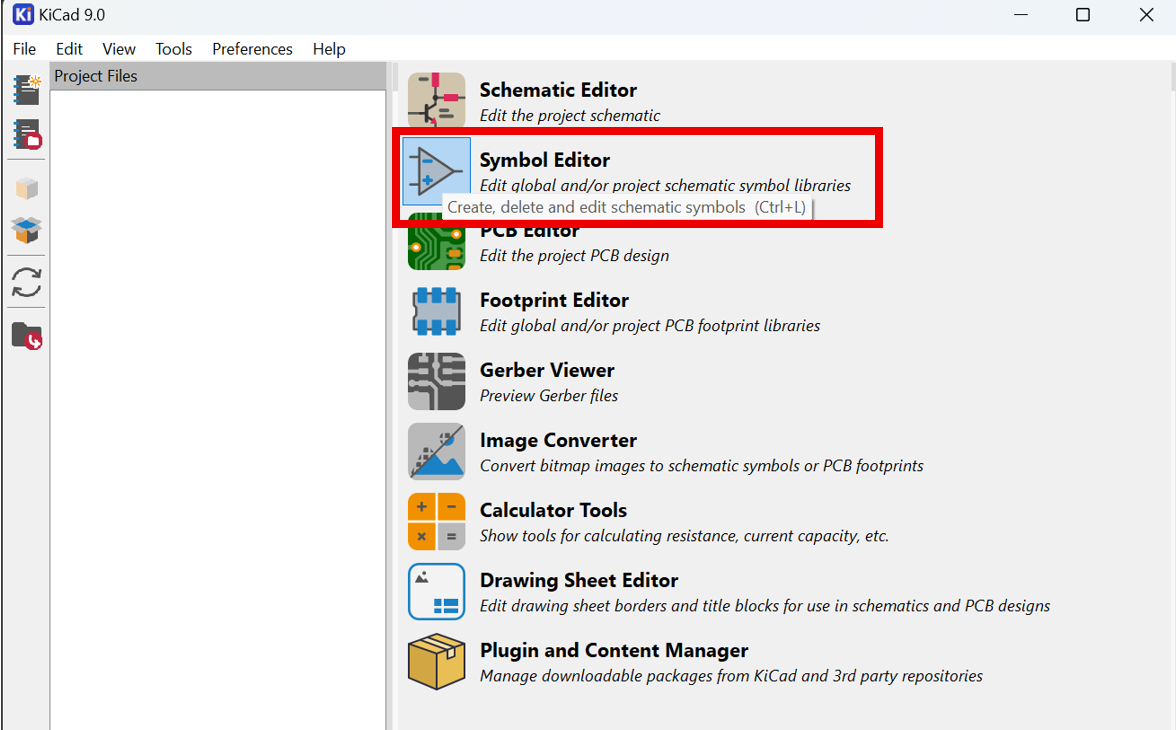 Ki KiCad 9.0
File Edit View Tools Preferences Help
Project Files
Schematic Editor
Edit the project schematic
Symbol Editor
Edit global and/or project schematic symbol libraries
Create, delete and edit schematic symbols (Ctrl+L)
PCB Editor
Edit the project PCB design
Footprint Editor
Edit global and/or project PCB footprint libraries
Gerber Viewer
Preview Gerber files
Image Converter
Convert bitmap images to schematic symbols or PCB footprints
Calculator Tools
Show tools for calculating resistance, current capacity, etc.
Drawing Sheet Editor
Edit drawing sheet borders and title blocks for use in schematics and PCB designs
Plugin and Content Manager
Manage downloadable packages from KiCad and 3rd party repositories